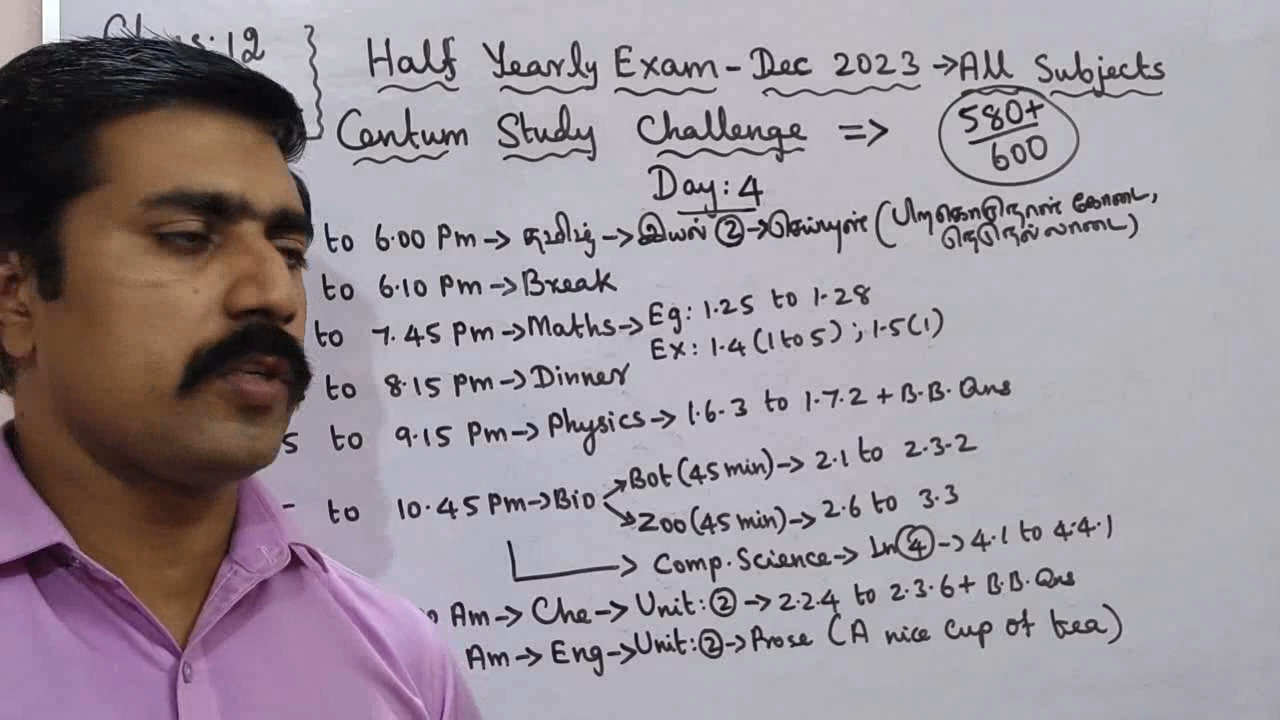 Class: 12
Half Yearly Exam - Dec 2023 → All Subjects
Centum Study Challenge => 580+/600
Day: 4
to 6.00 Pm → தமிழ் → இயல் ② → செய்யுள் (பிறகொருநாள் கோடை,
நெடுநல்வாடை)
to 6.10 Pm → Break
to 7.45 Pm → Maths → Eg: 1.25 to 1.28
Ex: 1.4 (1 to 5) ; 1.5 (1)
to 8.15 Pm → Dinner
5 to 9.15 Pm → Physics → 1.6.3 to 1.7.2 + B.B. Qns
to 10.45 Pm → Bio
Bot (45 min) → 2.1 to 2.3.2
Zoo (45 min) → 2.6 to 3.3
→ Comp. Science → Ln ④ → 4.1 to 4.4.1
Am → Che → Unit: ② → 2.2.4 to 2.3.6 + B.B. Qns
Am → Eng → Unit: ② → Prose (A nice cup of tea)